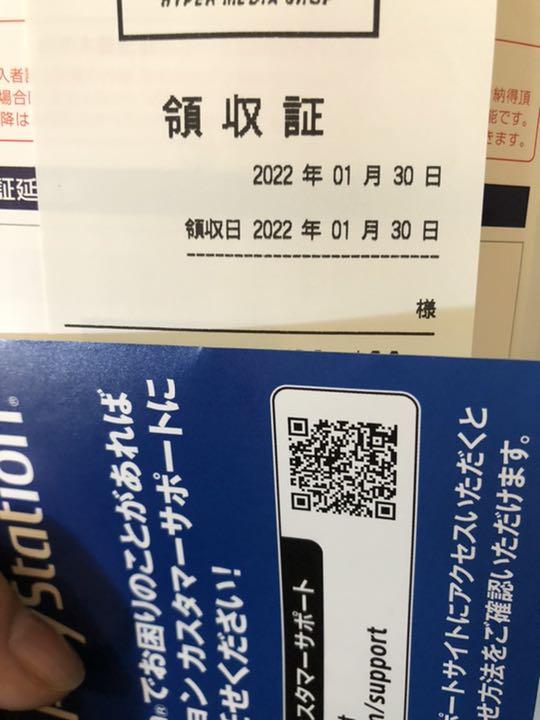 HYPER MEDIA SHOP
領収証
2022 年 01 月 30 日
領収日 2022 年 01 月 30 日
様
入者
場合
降は
証延
納得頂
能です。
きます。
ystation®
でお困りのことがあれば
ョン カスタマーサポートに
任せください！
スタマーサポート
/support
ポートサイトにアクセスいただくと
せ方法をご確認いただけます。